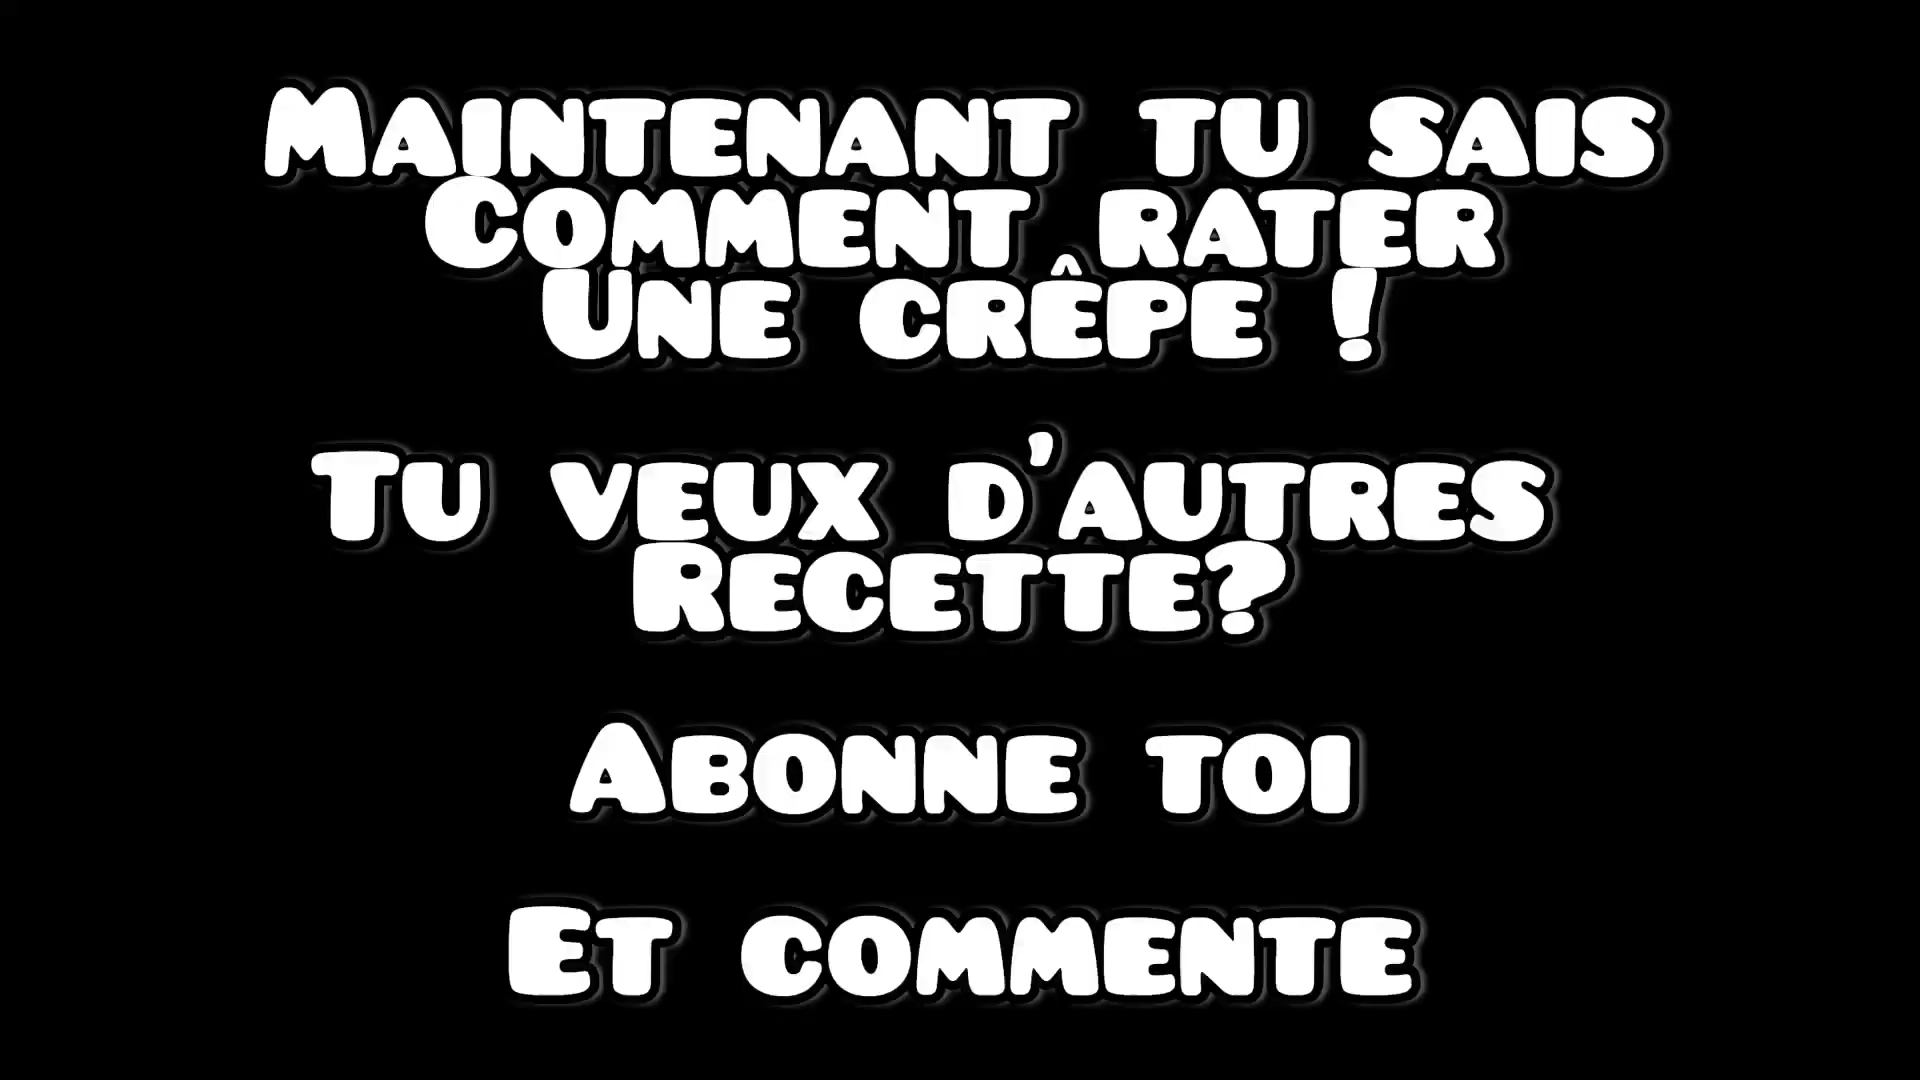 Maintenant tu sais
Comment rater
Une crêpe !
Tu veux d'autres
Recette?
Abonne toi
Et commente